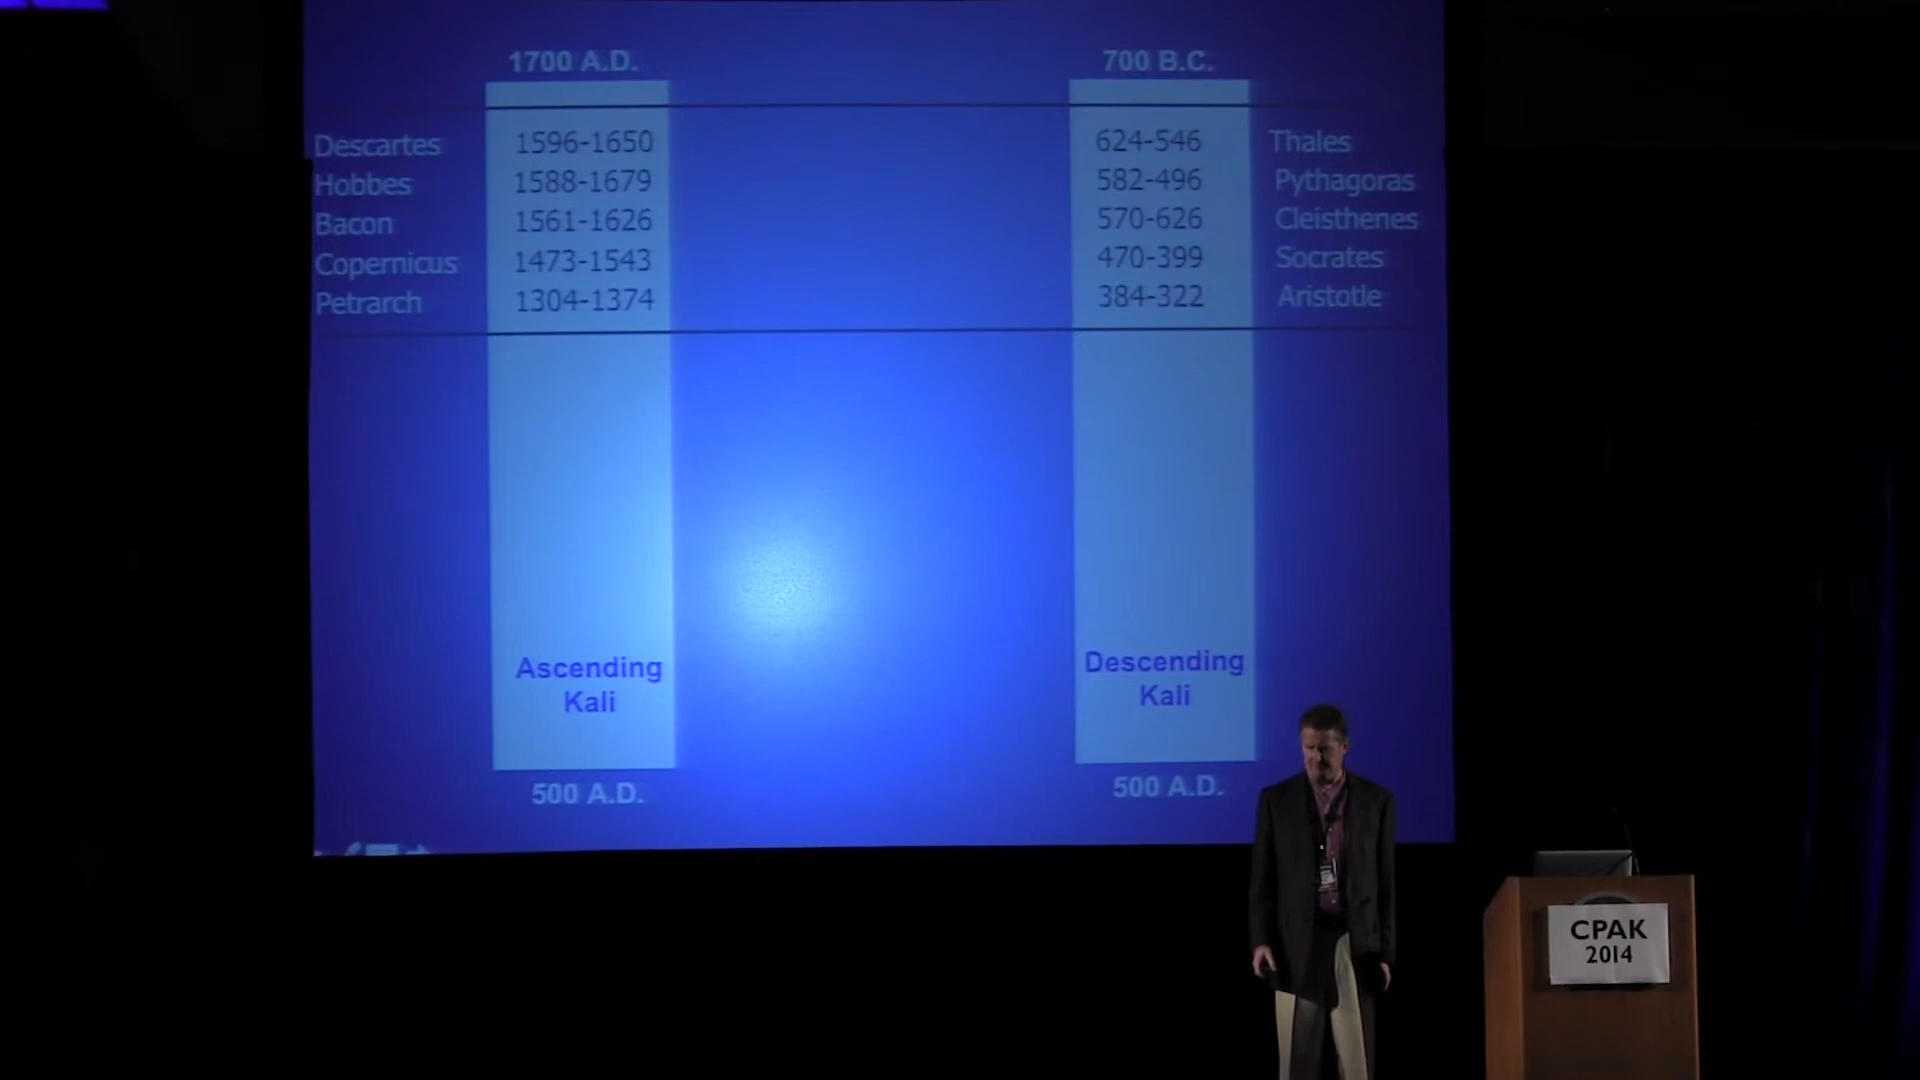 1700 A.D.
700 B.C.
Descartes 1596-1650
624-546 Thales
Hobbes 1588-1679
582-496 Pythagoras
Bacon 1561-1626
570-626 Cleisthenes
Copernicus 1473-1543
470-399 Socrates
Petrarch 1304-1374
384-322 Aristotle
Ascending
Kali
Descending
Kali
500 A.D.
500 A.D.
CPAK
2014